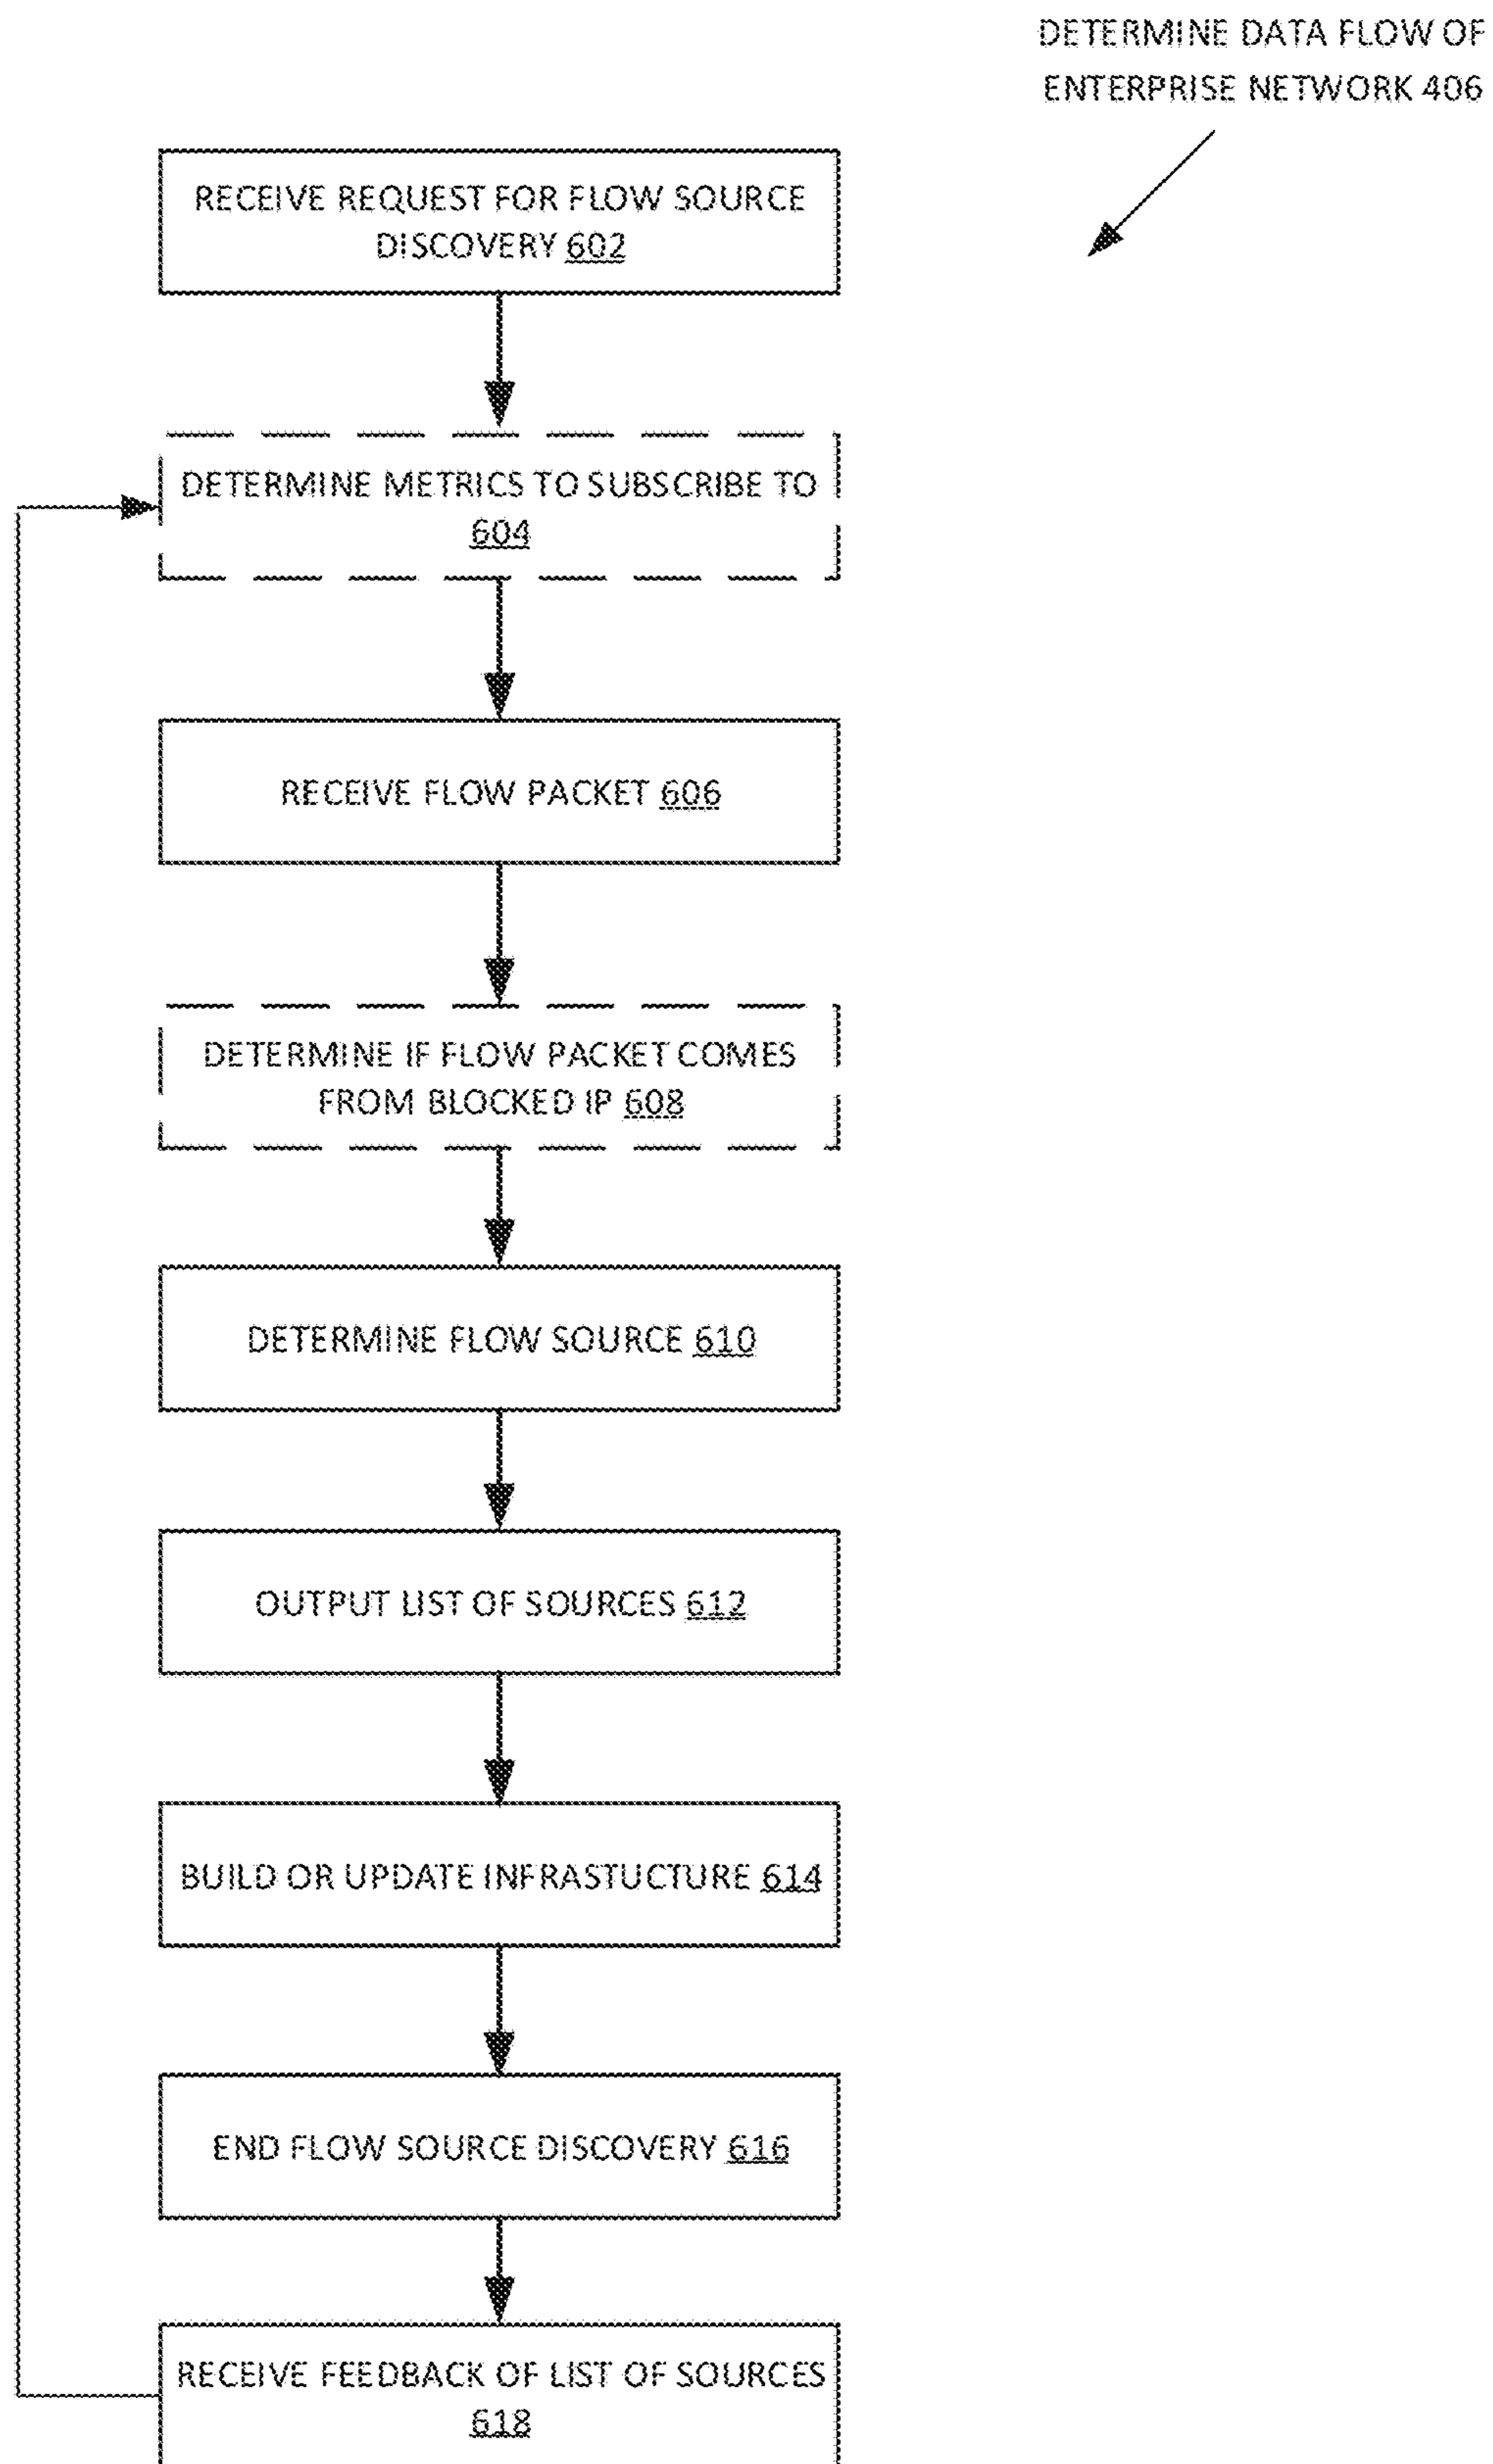 DETERMINE DATA FLOW OF
ENTERPRISE NETWORK 406
RECEIVE REQUEST FOR FLOW SOURCE
DISCOVERY 602
DETERMINE METRICS TO SUBSCRIBE TO
604
RECEIVE FLOW PACKET 606
DETERMINE IF FLOW PACKET COMES
FROM BLOCKED IP 608
DETERMINE FLOW SOURCE 610
OUTPUT LIST OF SOURCES 612
BUILD OR UPDATE INFRASTUCTURE 614
END FLOW SOURCE DISCOVERY 616
RECEIVE FEEDBACK OF LIST OF SOURCES
618